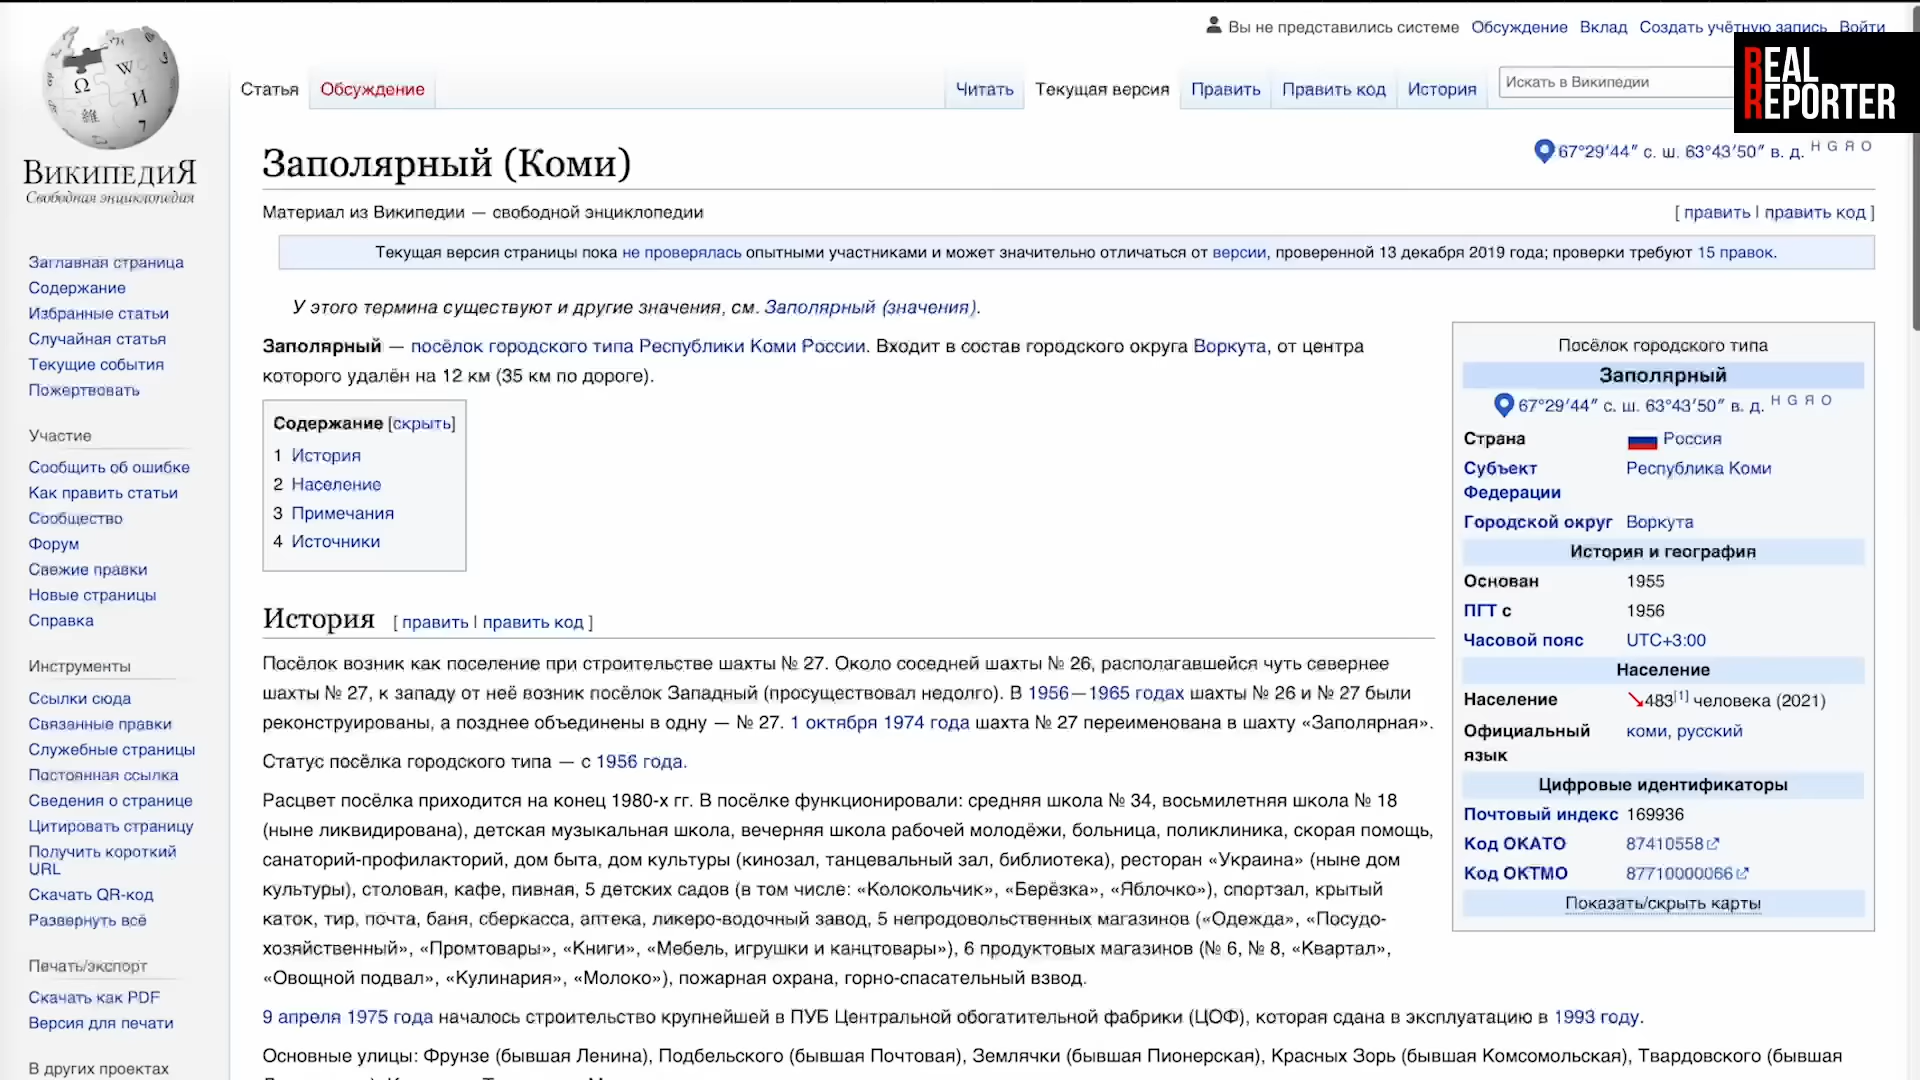 Вы не представились системе Обсуждение Вклад Создать учётную запись Войти
REAL
REPORTER
Статья Обсуждение Читать Текущая версия Править Править код История Искать в Википедии
ВИКИПЕДИЯ
Свободная энциклопедия
Заполярный (Коми)
67°29′44″ с. ш. 63°43′50″ в. д. H G Я O
Материал из Википедии — свободной энциклопедии
[ править | править код ]
Текущая версия страницы пока не проверялась опытными участниками и может значительно отличаться от версии, проверенной 13 декабря 2019 года; проверки требуют 15 правок.
У этого термина существуют и другие значения, см. Заполярный (значения).
Заполярный — посёлок городского типа Республики Коми России. Входит в состав городского округа Воркута, от центра
которого удалён на 12 км (35 км по дороге).
Содержание [скрыть]
1 История
2 Население
3 Примечания
4 Источники
История [ править | править код ]
Посёлок возник как поселение при строительстве шахты № 27. Около соседней шахты № 26, располагавшейся чуть севернее
шахты № 27, к западу от неё возник посёлок Западный (просуществовал недолго). В 1956—1965 годах шахты № 26 и № 27 были
реконструированы, а позднее объединены в одну — № 27. 1 октября 1974 года шахта № 27 переименована в шахту «Заполярная».
Статус посёлка городского типа — с 1956 года.
Расцвет посёлка приходится на конец 1980-х гг. В посёлке функционировали: средняя школа № 34, восьмилетняя школа № 18
(ныне ликвидирована), детская музыкальная школа, вечерняя школа рабочей молодёжи, больница, поликлиника, скорая помощь,
санаторий-профилакторий, дом быта, дом культуры (кинозал, танцевальный зал, библиотека), ресторан «Украина» (ныне дом
культуры), столовая, кафе, пивная, 5 детских садов (в том числе: «Колокольчик», «Берёзка», «Яблочко»), спортзал, крытый
каток, тир, почта, баня, сберкасса, аптека, ликеро-водочный завод, 5 непродовольственных магазинов («Одежда», «Посудо-
хозяйственный», «Промтовары», «Книги», «Мебель, игрушки и канцтовары»), 6 продуктовых магазинов (№ 6, № 8, «Квартал»,
«Овощной подвал», «Кулинария», «Молоко»), пожарная охрана, горно-спасательный взвод.
9 апреля 1975 года началось строительство крупнейшей в ПУБ Центральной обогатительной фабрики (ЦОФ), которая сдана в эксплуатацию в 1993 году.
Основные улицы: Фрунзе (бывшая Ленина), Подбельского (бывшая Почтовая), Землячки (бывшая Пионерская), Красных Зорь (бывшая Комсомольская), Твардовского (бывшая
Посёлок городского типа
Заполярный
67°29′44″ с. ш. 63°43′50″ в. д. H G Я O
Страна Россия
Субъект Республика Коми
Федерации
Городской округ Воркута
История и география
Основан 1955
ПГТ с 1956
Часовой пояс UTC+3:00
Население
Население ↘483[1] человека (2021)
Официальный коми, русский
язык
Цифровые идентификаторы
Почтовый индекс 169936
Код ОКАТО 87410558
Код ОКТМО 87710000066
Показать/скрыть карты
Заглавная страница
Содержание
Избранные статьи
Случайная статья
Текущие события
Пожертвовать
Участие
Сообщить об ошибке
Как править статьи
Сообщество
Форум
Свежие правки
Новые страницы
Справка
Инструменты
Ссылки сюда
Связанные правки
Служебные страницы
Постоянная ссылка
Сведения о странице
Цитировать страницу
Получить короткий
URL
Скачать QR-код
Развернуть всё
Печать/экспорт
Скачать как PDF
Версия для печати
В других проектах